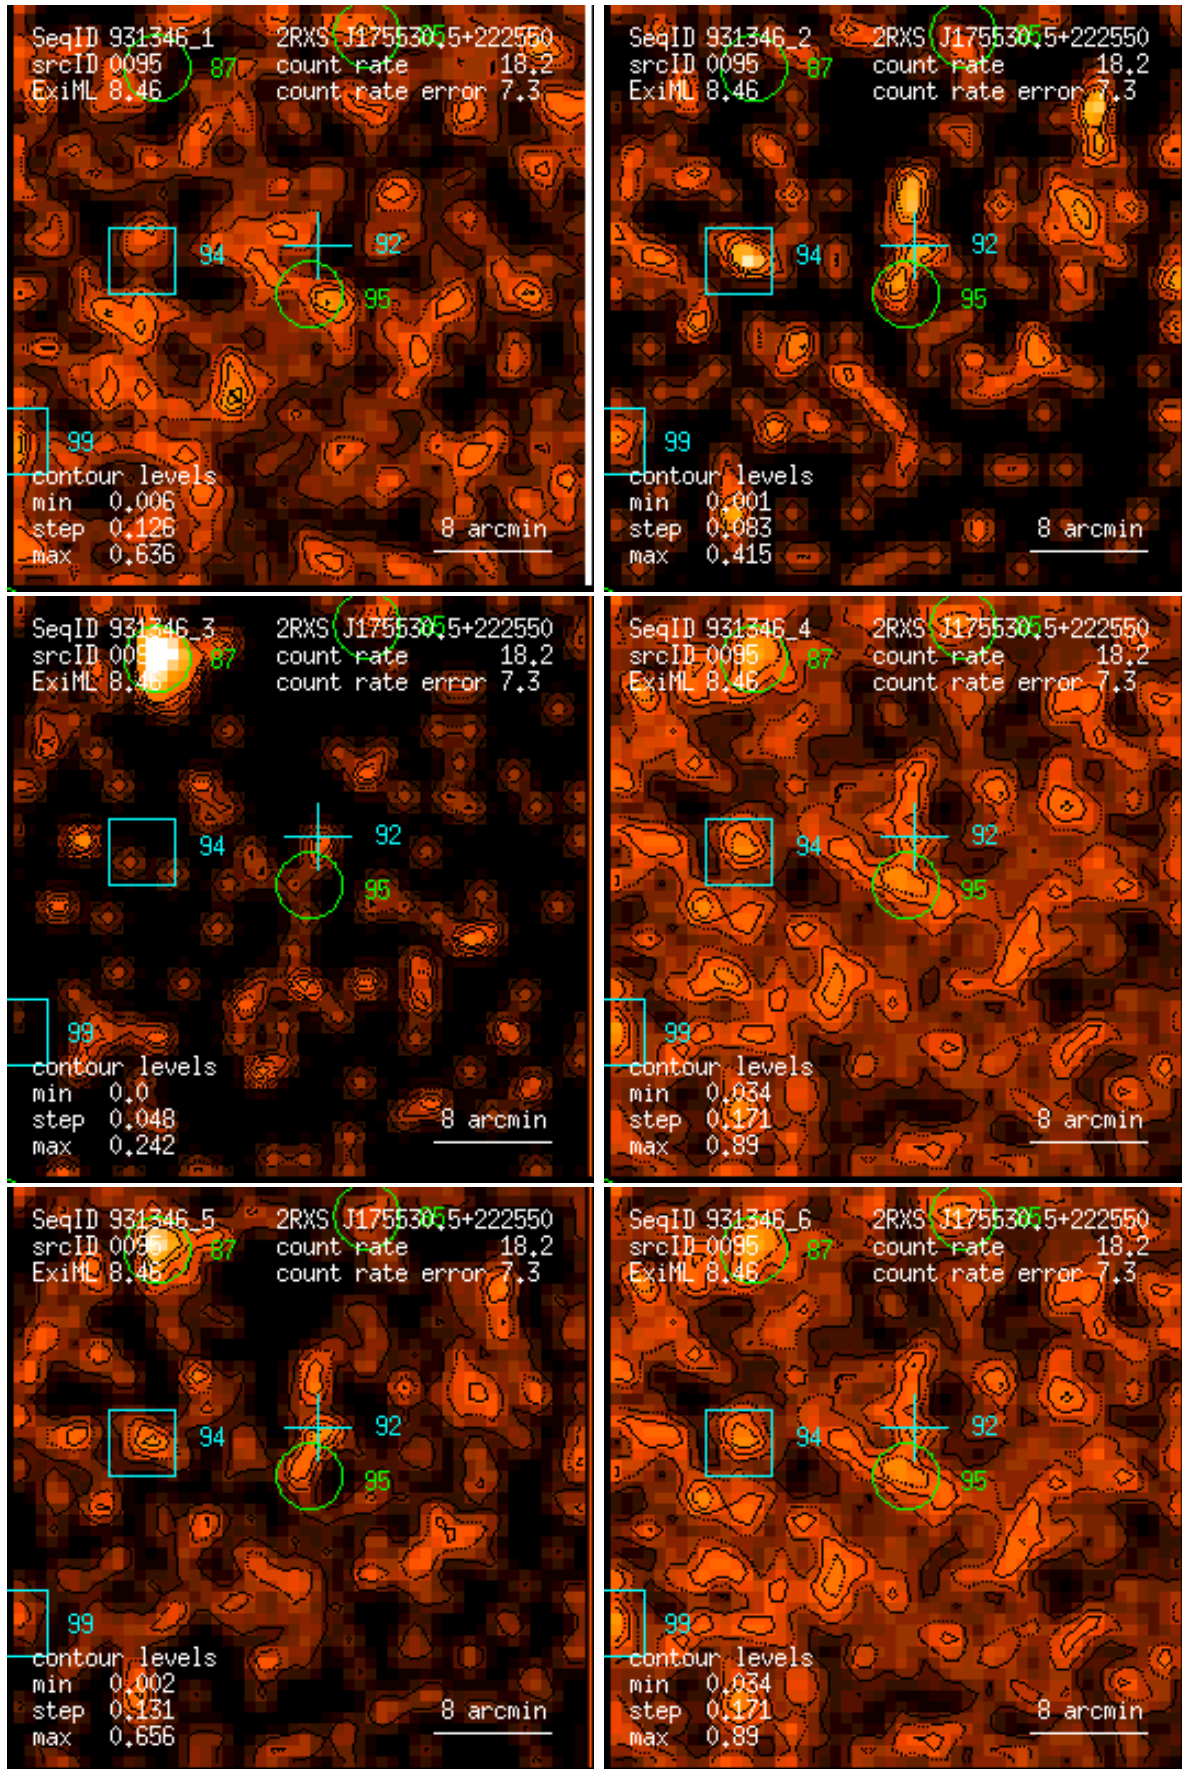 SeqID 931346_1 2RXS J175530.5+222550
srcID 0095 87 count rate 18.2
ExiML 8.46 count rate error 7.3
94 92
95
99
contour levels
min 0.006
step 0.126 8 arcmin
max 0.636
SeqID 931346_2 2RXS J175530.5+222550
srcID 0095 87 count rate 18.2
ExiML 8.46 count rate error 7.3
94 92
95
99
contour levels
min 0.001
step 0.083 8 arcmin
max 0.415
SeqID 931346_3 2RXS J175530.5+222550
srcID 0095 87 count rate 18.2
ExiML 8.46 count rate error 7.3
94 92
95
99
contour levels
min 0.0
step 0.048 8 arcmin
max 0.242
SeqID 931346_4 2RXS J175530.5+222550
srcID 0095 87 count rate 18.2
ExiML 8.46 count rate error 7.3
94 92
95
99
contour levels
min 0.034
step 0.171 8 arcmin
max 0.89
SeqID 931346_5 2RXS J175530.5+222550
srcID 0095 87 count rate 18.2
ExiML 8.46 count rate error 7.3
94 92
95
99
contour levels
min 0.002
step 0.131 8 arcmin
max 0.656
SeqID 931346_6 2RXS J175530.5+222550
srcID 0095 87 count rate 18.2
ExiML 8.46 count rate error 7.3
94 92
95
99
contour levels
min 0.034
step 0.171 8 arcmin
max 0.89